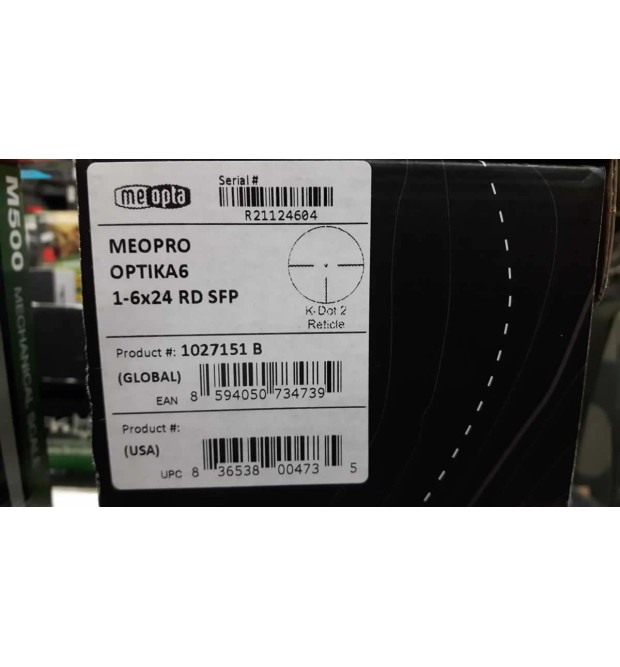 M500 MECHANICAL
meopta
Serial #
R21124604
MEOPRO
OPTIKA6
1-6x24 RD SFP
K-Dot 2
Reticle
Product #: 1027151 B
(GLOBAL)
EAN 8 594050 734739
Product #:
(USA)
UPC 8 36538 00473 5